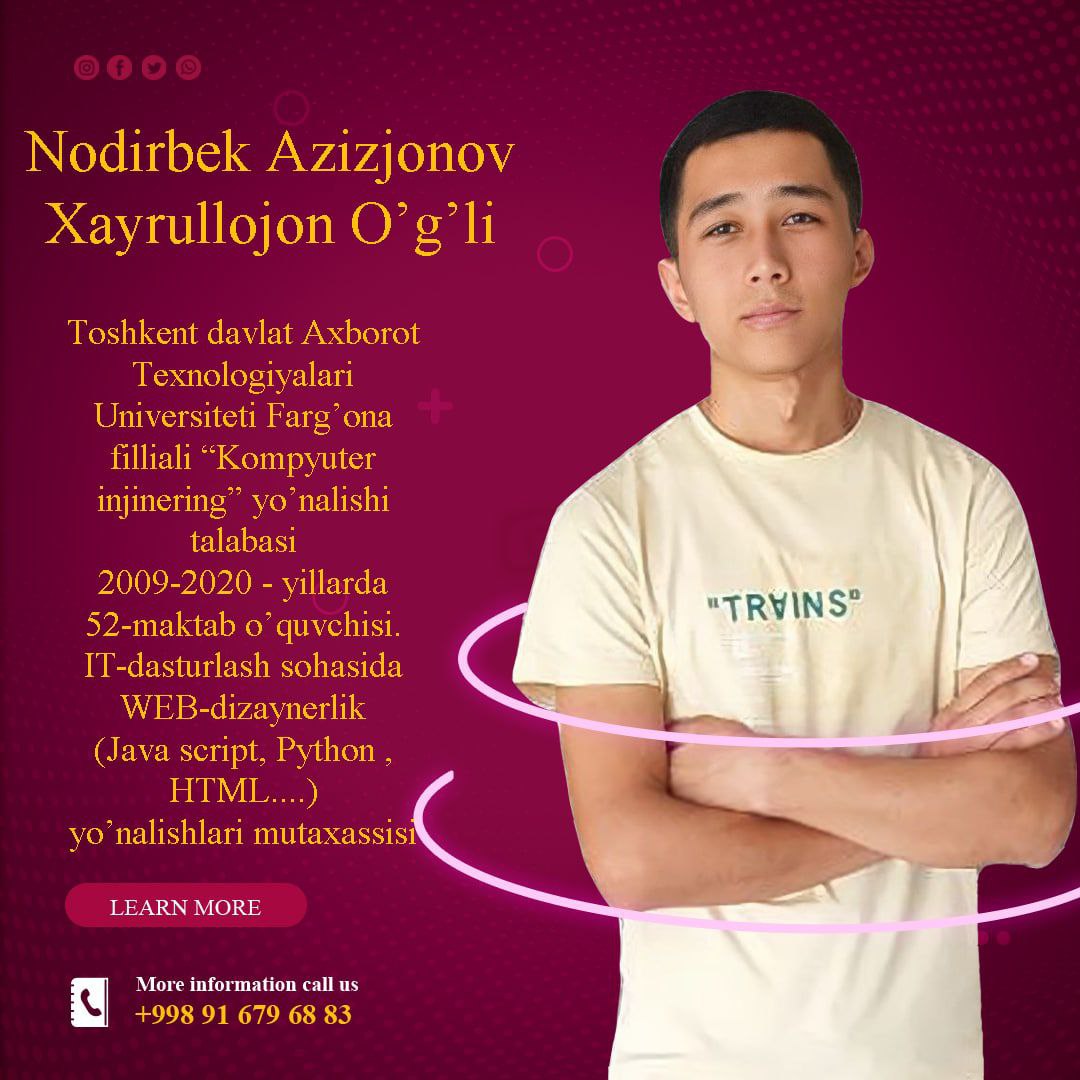 Nodirbek Azizjonov
Xayrullojon O’g’li
Toshkent davlat Axborot
Texnologiyalari
Universiteti Farg’ona
filliali “Kompyuter
injinering” yo’nalishi
talabasi
2009-2020 - yillarda
52-maktab o’quvchisi.
IT-dasturlash sohasida
WEB-dizaynerlik
(Java script, Python ,
HTML....)
yo’nalishlari mutaxassisi
"TRAINS"
LEARN MORE
More information call us
+998 91 679 68 83